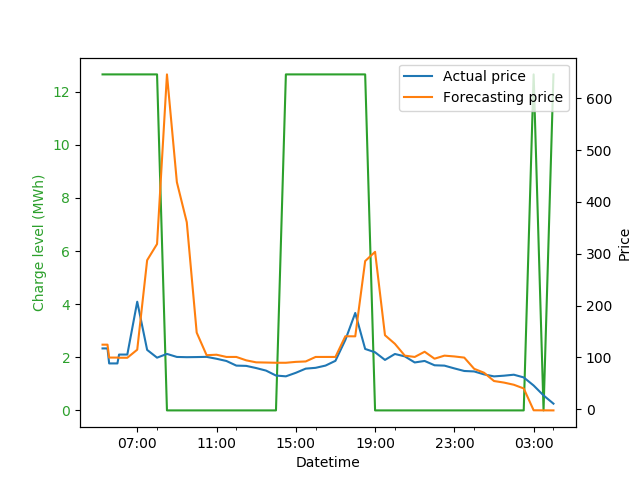 Actual price
Forecasting price
12
10
8
6
4
2
0
Charge level (MWh)
600
500
400
300
200
100
0
Price
07:00 11:00 15:00 19:00 23:00 03:00
Datetime